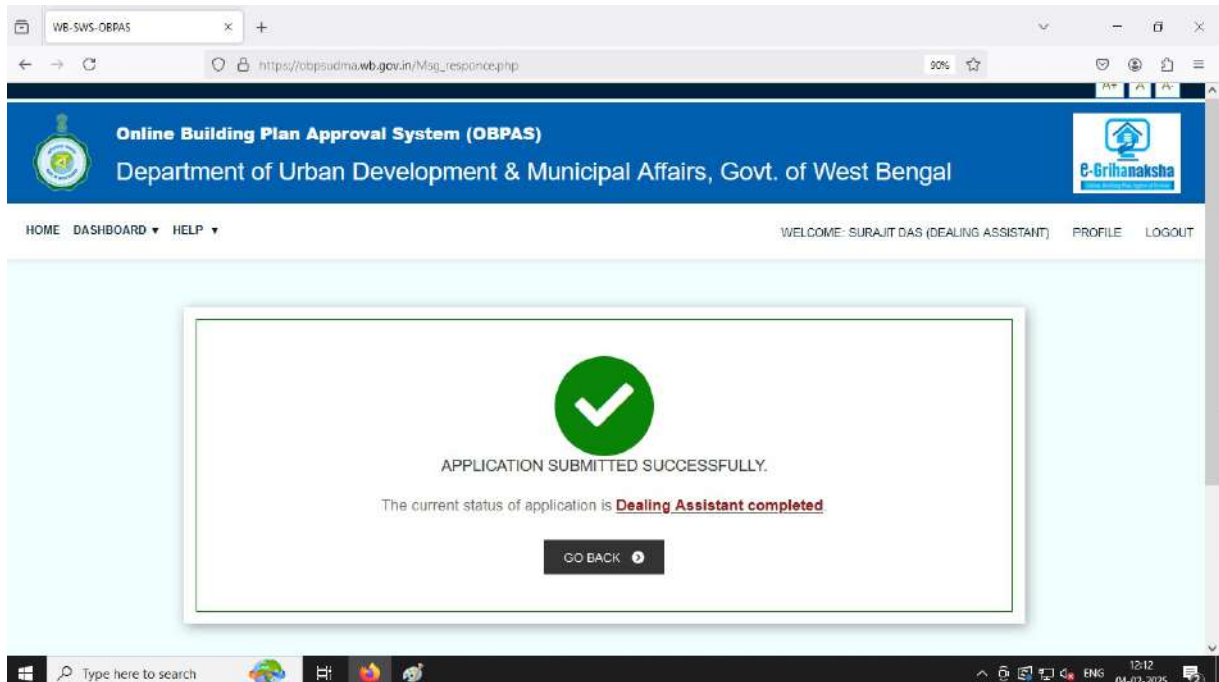 WB-SWS-OBPAS
https://obpsudma.wb.gov.in/Msg_responce.php
90%
A+ A A-
Online Building Plan Approval System (OBPAS)
Department of Urban Development & Municipal Affairs, Govt. of West Bengal
e-Grihanaksha
HOME DASHBOARD ▾ HELP ▾
WELCOME: SURAJIT DAS (DEALING ASSISTANT) PROFILE LOGOUT
APPLICATION SUBMITTED SUCCESSFULLY.
The current status of application is Dealing Assistant completed.
GO BACK
Type here to search
ENG
12:12
04-02-2025